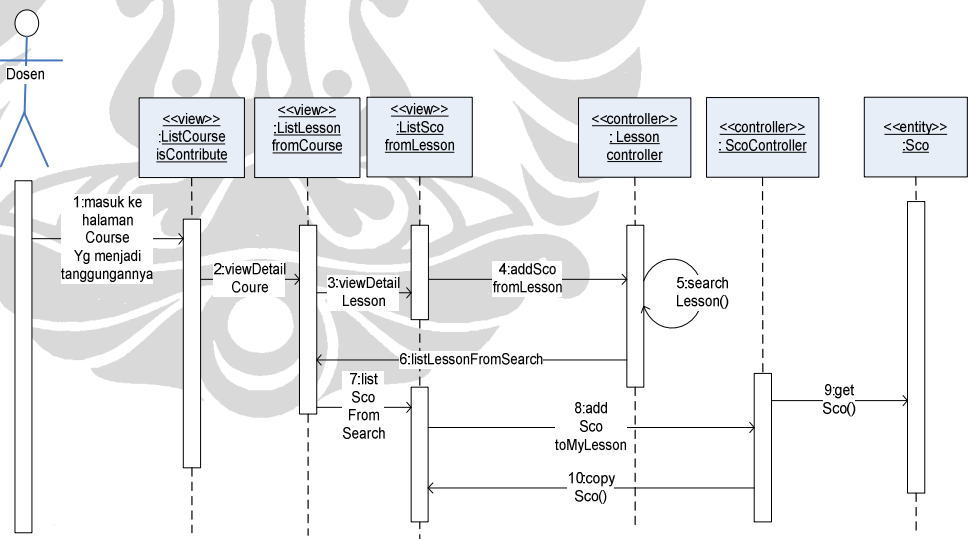 Dosen
<<view>>
:ListCourse
isContribute
<<view>>
:ListLesson
fromCourse
<<view>>
:ListSco
fromLesson
<<controller>>
: Lesson
controller
<<controller>>
: ScoController
<<entity>>
:Sco
1:masuk ke
halaman
Course
Yg menjadi
tanggungannya
2:viewDetail
Coure
3:viewDetail
Lesson
4:addSco
fromLesson
5:search
Lesson()
6:listLessonFromSearch
7:list
Sco
From
Search
8:add
Sco
toMyLesson
9:get
Sco()
10:copy
Sco()